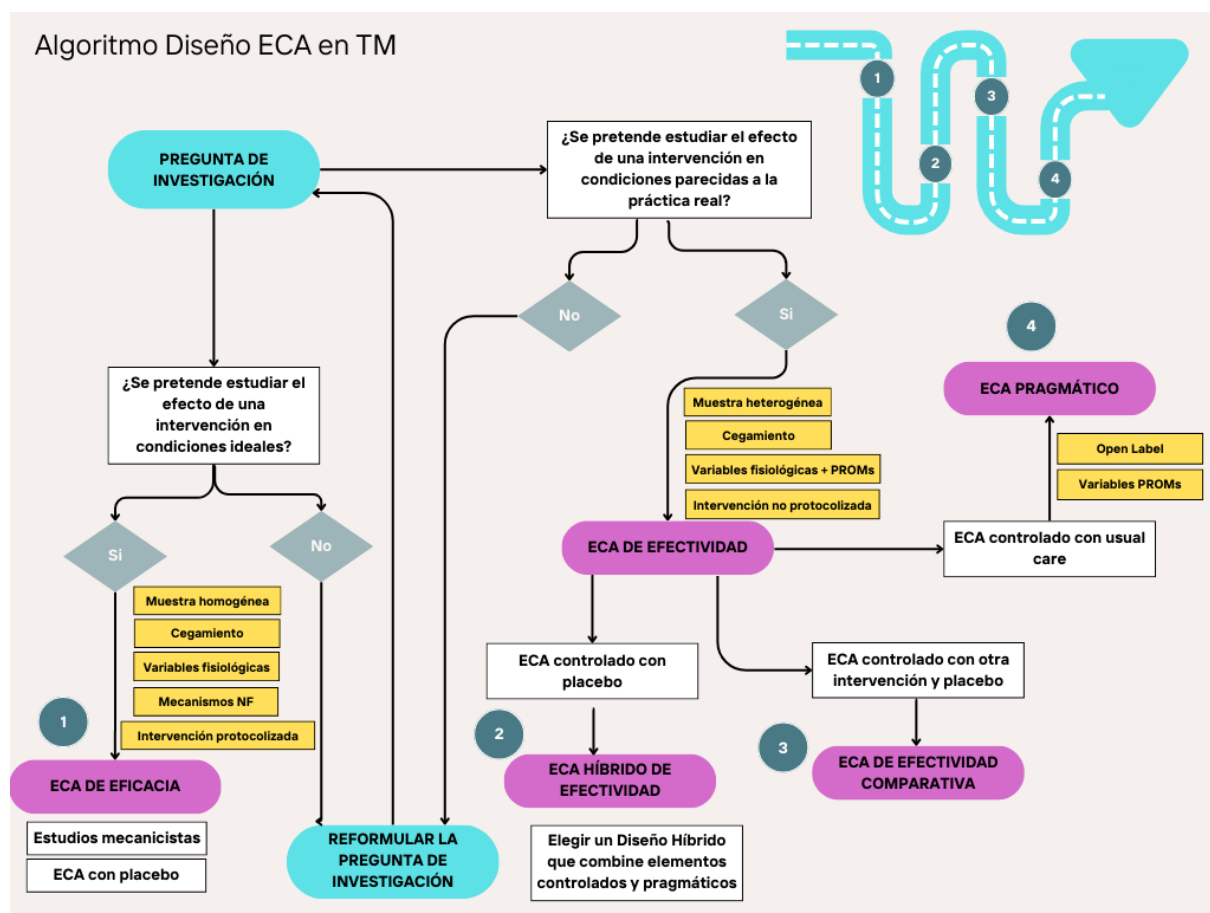 Algoritmo Diseño ECA en TM
1
2
3
4
PREGUNTA DE
INVESTIGACIÓN
¿Se pretende estudiar el efecto
de una intervención en
condiciones parecidas a la
práctica real?
No
Si
¿Se pretende estudiar el
efecto de una
intervención en
condiciones ideales?
Si
No
Muestra homogénea
Cegamiento
Variables fisiológicas
Mecanismos NF
Intervención protocolizada
1
ECA DE EFICACIA
Estudios mecanicistas
ECA con placebo
REFORMULAR LA
PREGUNTA DE
INVESTIGACIÓN
Muestra heterogénea
Cegamiento
Variables fisiológicas + PROMs
Intervención no protocolizada
ECA DE EFECTIVIDAD
ECA controlado con
placebo
2
ECA HÍBRIDO DE
EFECTIVIDAD
Elegir un Diseño Híbrido
que combine elementos
controlados y pragmáticos
ECA controlado con otra
intervención y placebo
3
ECA DE EFECTIVIDAD
COMPARATIVA
4
ECA PRAGMÁTICO
Open Label
Variables PROMs
ECA controlado con usual
care